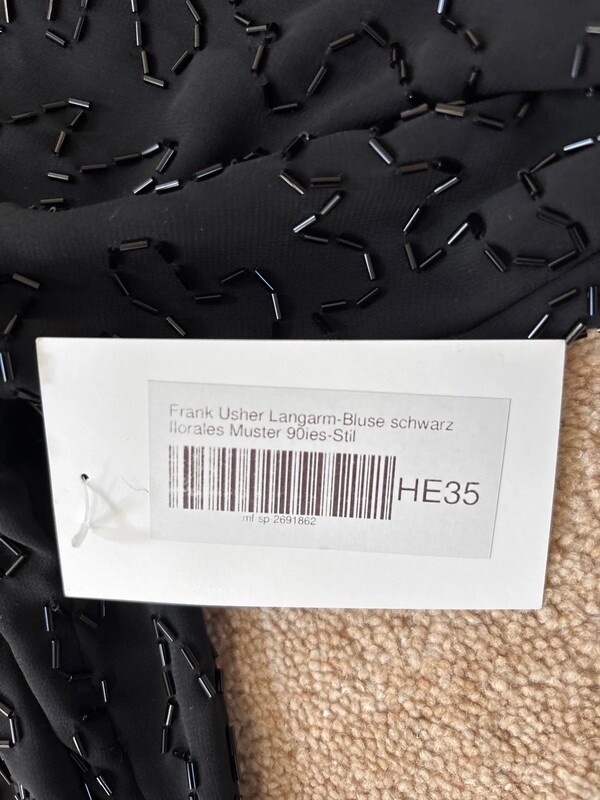 Frank Usher Langarm-Bluse schwarz
florales Muster 90ies-Stil
HE35
mf-sp-2691862